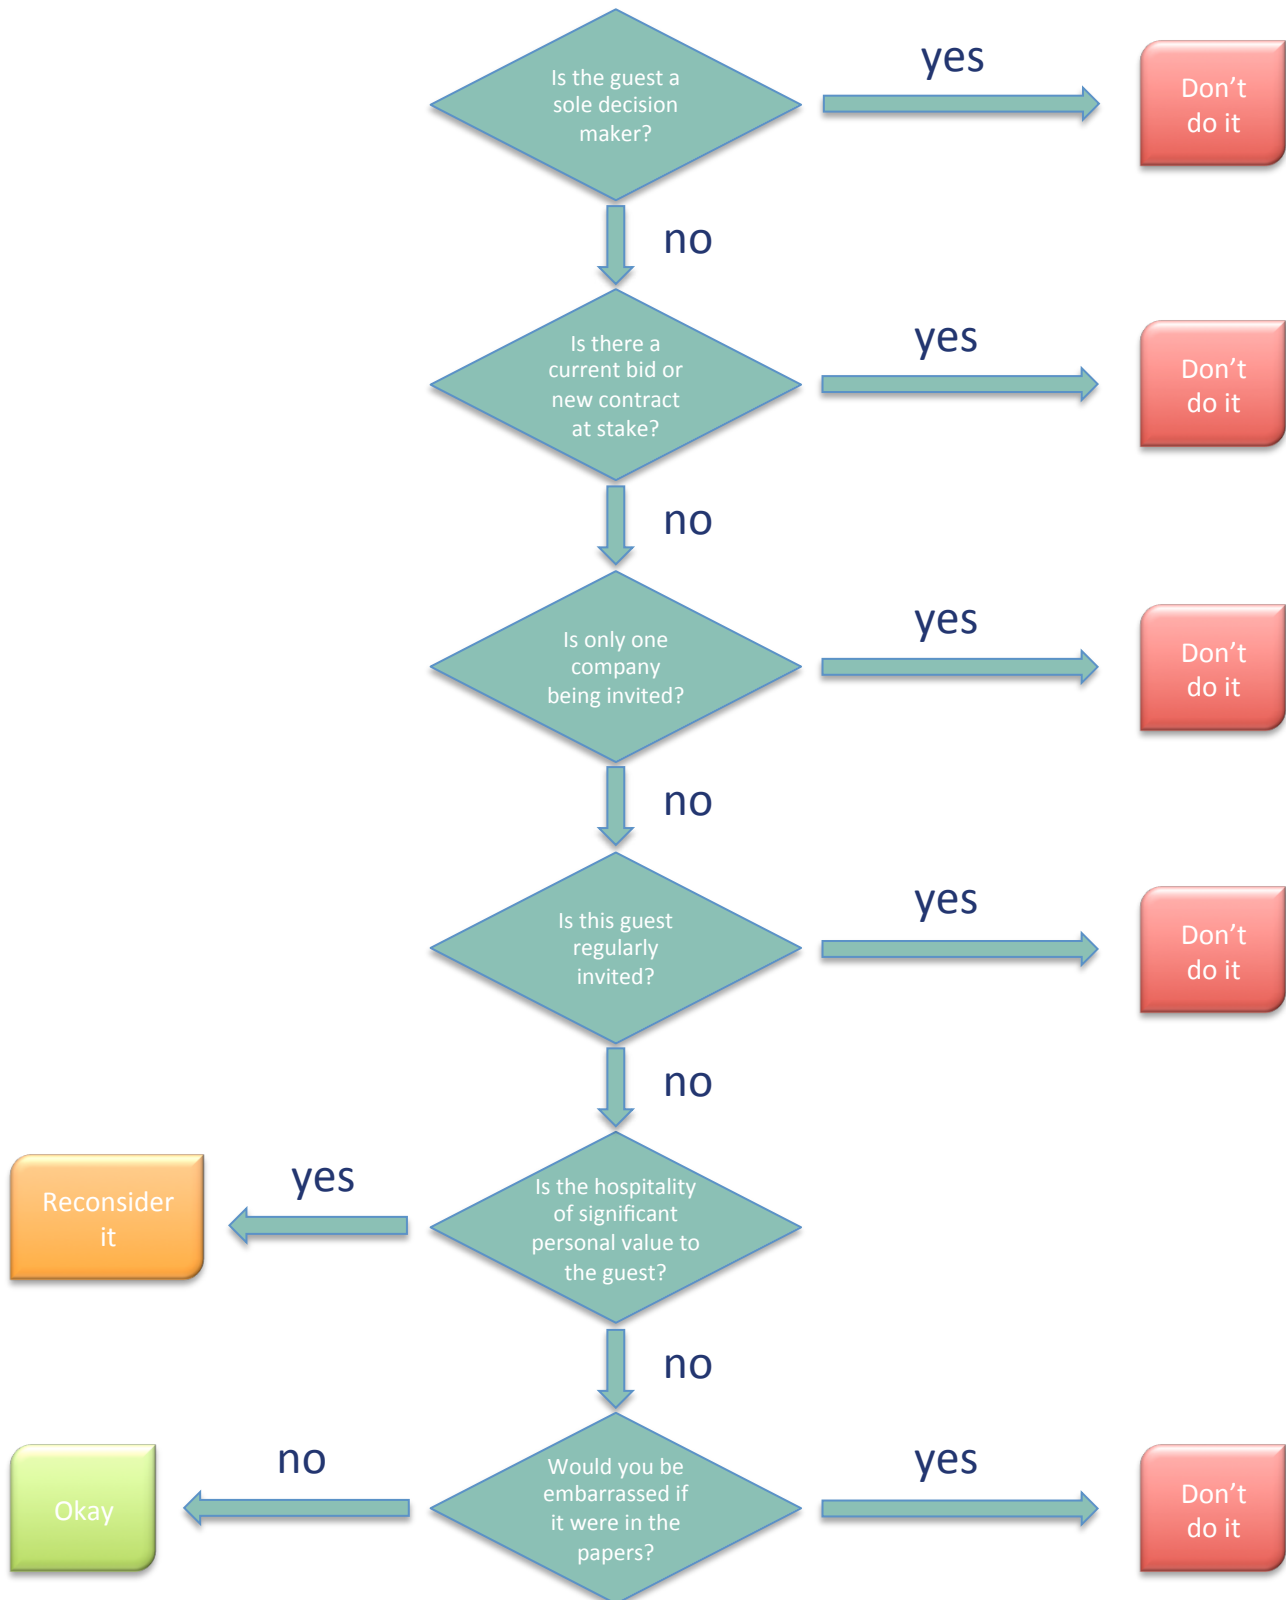 Is the guest a
sole decision
maker?
yes
Don’t
do it
no
Is there a
current bid or
new contract
at stake?
yes
Don’t
do it
no
Is only one
company
being invited?
yes
Don’t
do it
no
Is this guest
regularly
invited?
yes
Don’t
do it
no
Reconsider
it
yes
Is the hospitality
of significant
personal value to
the guest?
no
Okay
no
Would you be
embarrassed if
it were in the
papers?
yes
Don’t
do it